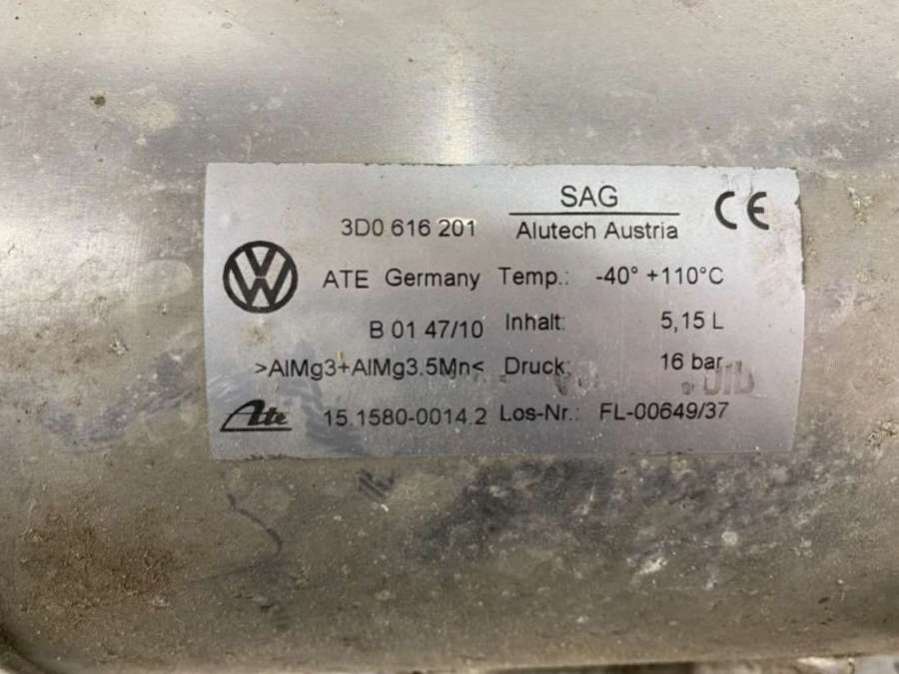 3D0 616 201
SAG
Alutech Austria
CE
VW
ATE Germany
Temp.: -40° +110°C
B 01 47/10
Inhalt: 5,15 L
>AlMg3+AlMg3.5Mn<
Druck: 16 bar
Ate
15.1580-0014.2
Los-Nr.: FL-00649/37